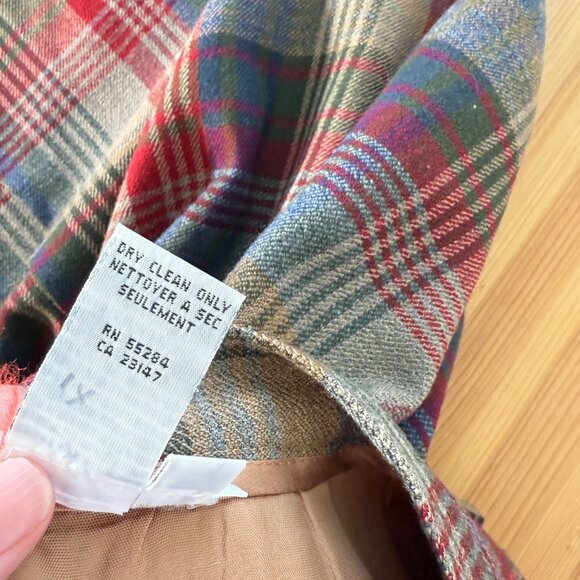 DRY CLEAN ONLY
NETTOYER A SEC
SEULEMENT
RN 55284
CA 23147